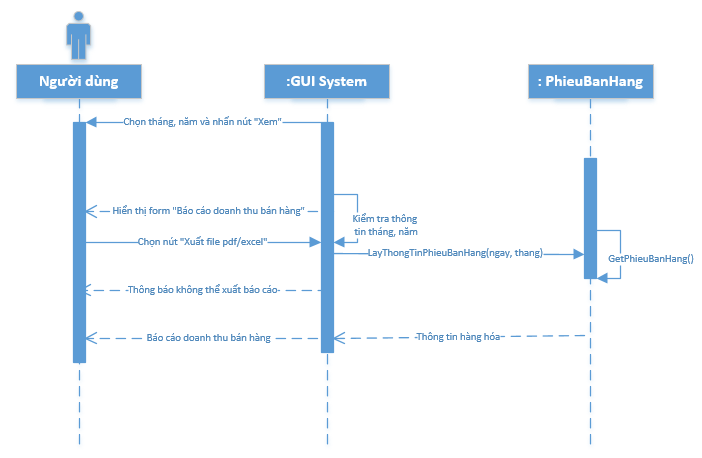 Người dùng
:GUI System
: PhieuBanHang
Chọn tháng, năm và nhấn nút "Xem"
Hiển thị form "Báo cáo doanh thu bán hàng"
Kiểm tra thông
tin tháng, năm
Chọn nút "Xuất file pdf/excel"
LayThongTinPhieuBanHang(ngay, thang)
GetPhieuBanHang()
Thông báo không thể xuất báo cáo
Báo cáo doanh thu bán hàng
Thông tin hàng hóa